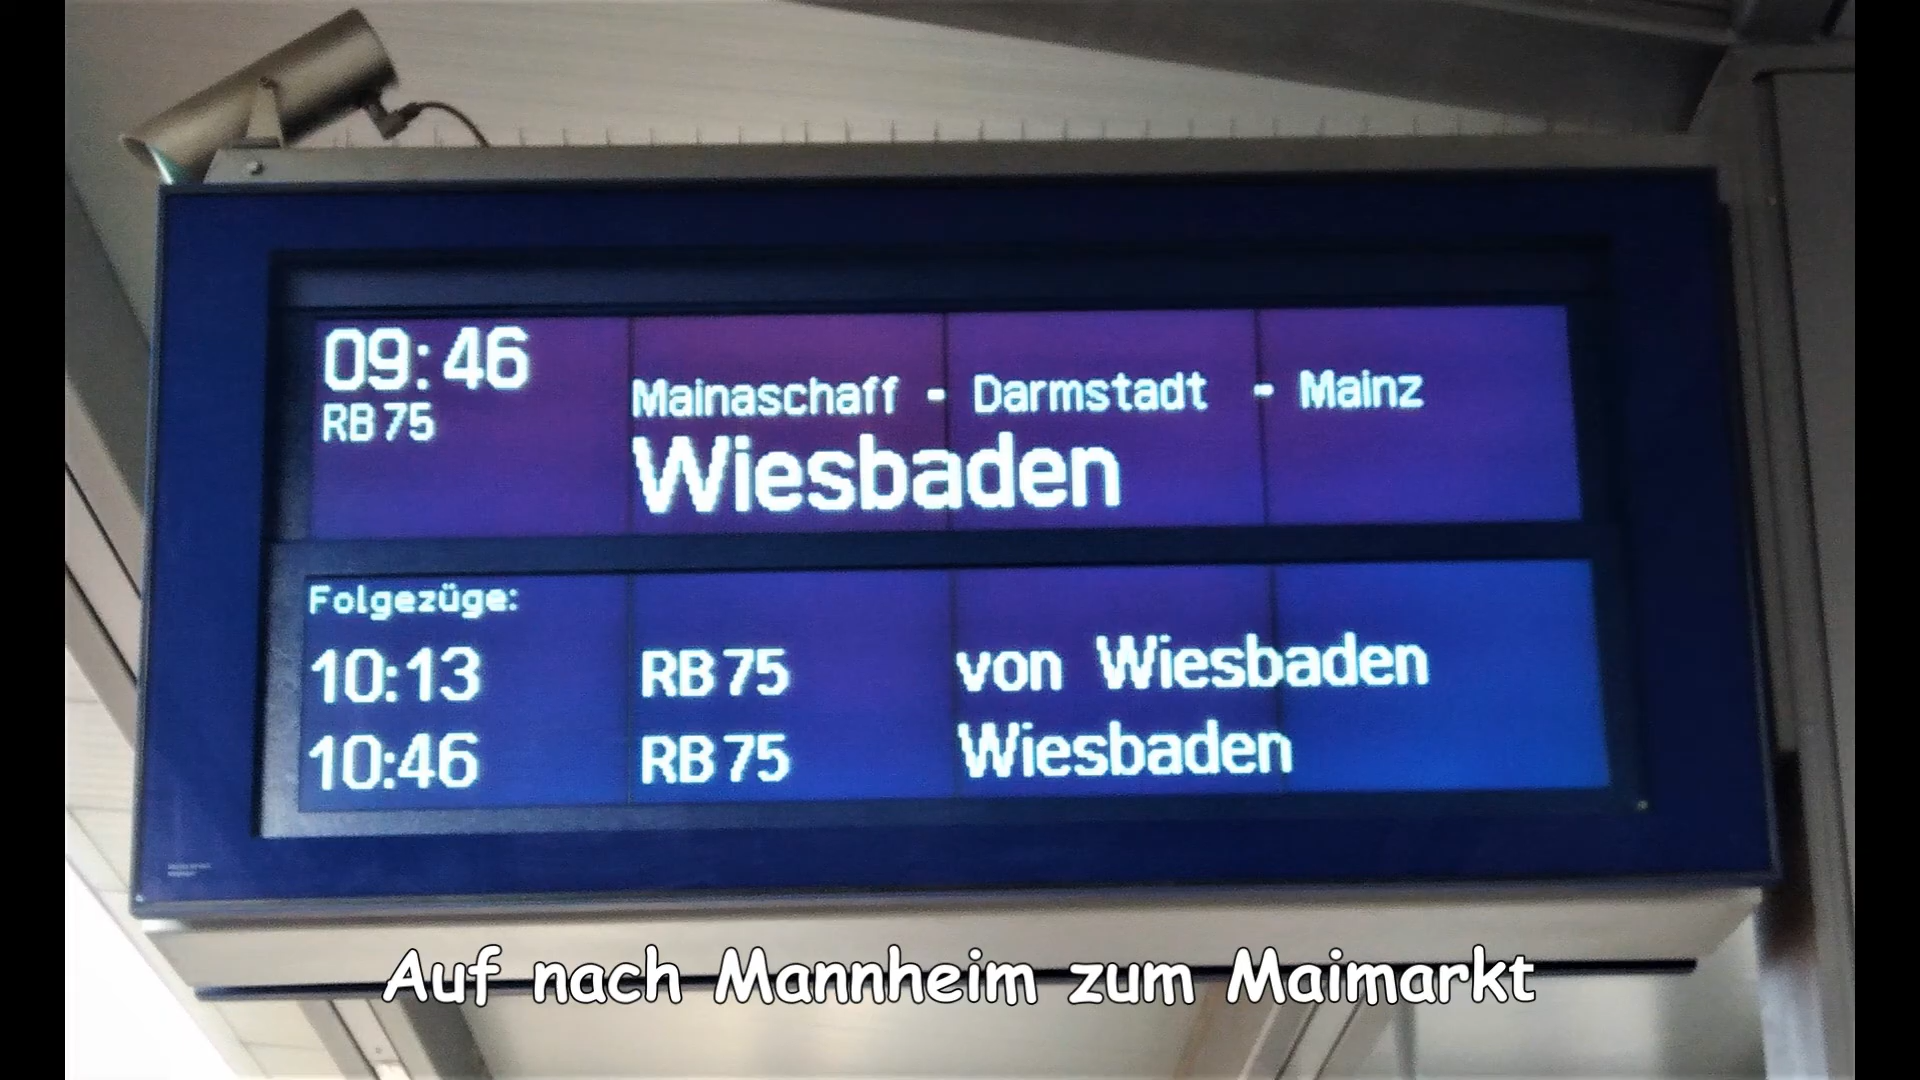 09:46
RB 75
Mainaschaff - Darmstadt - Mainz
Wiesbaden
Folgezüge:
10:13 RB 75 von Wiesbaden
10:46 RB 75 Wiesbaden
Auf nach Mannheim zum Maimarkt